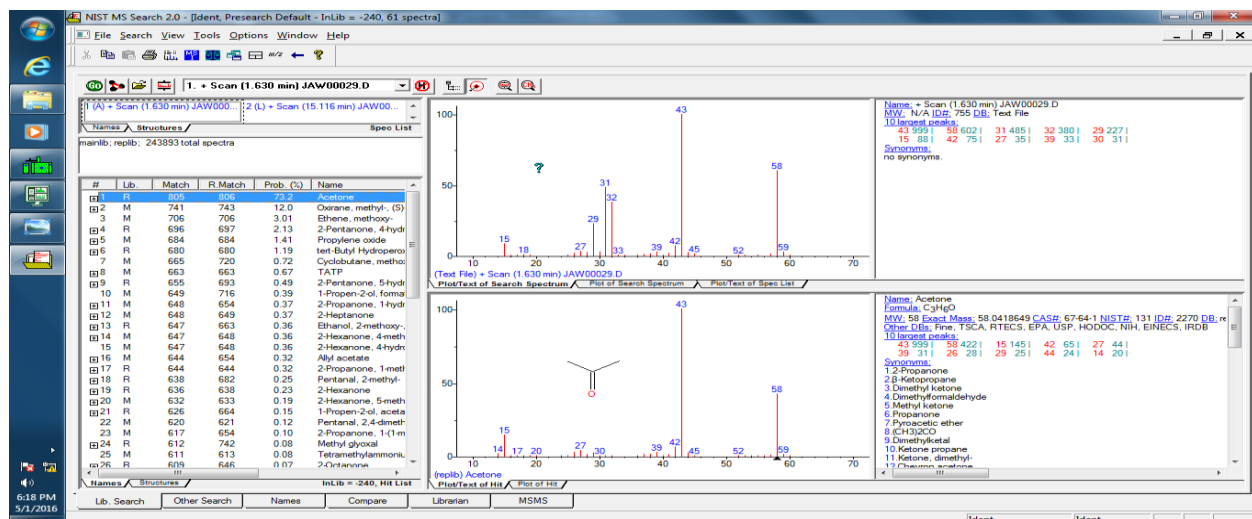 NIST MS Search 2.0 - [Ident, Presearch Default - InLib = -240, 61 spectra]
File Search View Tools Options Window Help
1. + Scan (1.630 min) JAW00029.D
1 (A) + Scan (1.630 min) JAW000... 2 (L) + Scan (15.116 min) JAW00...
Names Structures Spec List
mainlib; replib; 243893 total spectra
# Lib. Match R.Match Prob. (%) Name
1 R 805 806 73.2 Acetone
2 M 741 743 12.0 Oxirane, methyl-, (S)
3 M 706 706 3.01 Ethene, methoxy-
4 R 696 697 2.13 2-Pentanone, 4-hydr
5 M 684 684 1.41 Propylene oxide
6 R 680 680 1.19 tert-Butyl Hydroperox
7 M 665 720 0.72 Cyclobutane, methox
8 M 663 663 0.67 TATP
9 R 655 693 0.49 2-Pentanone, 5-hydr
10 M 649 716 0.39 1-Propen-2-ol, forma
11 M 648 654 0.37 2-Propanone, 1-hydr
12 M 648 649 0.37 2-Heptanone
13 R 647 663 0.36 Ethanol, 2-methoxy-,
14 M 647 648 0.36 2-Hexanone, 4-meth
15 M 647 648 0.36 2-Hexanone, 4-hydr
16 M 644 654 0.32 Allyl acetate
17 R 644 644 0.32 2-Propanone, 1-meth
18 R 638 682 0.25 Pentanal, 2-methyl-
19 R 636 638 0.23 2-Hexanone
20 M 632 633 0.19 2-Hexanone, 5-meth
21 R 626 664 0.15 1-Propen-2-ol, aceta
22 M 620 621 0.12 Pentanal, 2,4-dimeth
23 M 617 654 0.10 2-Propanone, 1-(1-m
24 R 612 742 0.08 Methyl glyoxal
25 M 611 613 0.08 Tetramethylammoniu
26 R 609 646 0.07 2-Octanone
Names Structures InLib = -240, Hit List
100 50
43 58 31 32 29 15 18 27 33 39 42 45 52 59
10 20 30 40 50 60 70
(Text File) + Scan (1.630 min) JAW00029.D
Plot/Text of Search Spectrum Plot of Search Spectrum Plot/Text of Spec List
Name: + Scan (1.630 min) JAW00029.D
MW: N/A ID#: 755 DB: Text File
10 largest peaks:
43 999 | 58 602 | 31 485 | 32 380 | 29 227 |
15 88 | 42 75 | 27 35 | 39 33 | 30 31 |
Synonyms:
no synonyms.
100 50
43 58 15 14 17 20 27 30 39 42 45 52 59
O
10 20 30 40 50 60 70
(replib) Acetone
Plot/Text of Hit Plot of Hit
Name: Acetone
Formula: C3H6O
MW: 58 Exact Mass: 58.0418649 CAS#: 67-64-1 NIST#: 131 ID#: 2270 DB: re
Other DBs: Fine, TSCA, RTECS, EPA, USP, HODOC, NIH, EINECS, IRDB
10 largest peaks:
43 999 | 58 422 | 15 145 | 42 65 | 27 44 |
39 31 | 26 28 | 29 25 | 44 24 | 14 20 |
Synonyms:
1.2-Propanone
2.β-Ketopropane
3.Dimethyl ketone
4.Dimethylformaldehyde
5.Methyl ketone
6.Propanone
7.Pyroacetic ether
8.(CH3)2CO
9.Dimethylketal
10.Ketone propane
11.Ketone, dimethyl-
12.Chevron acetone
Lib. Search Other Search Names Compare Librarian MSMS
6:18 PM
5/1/2016